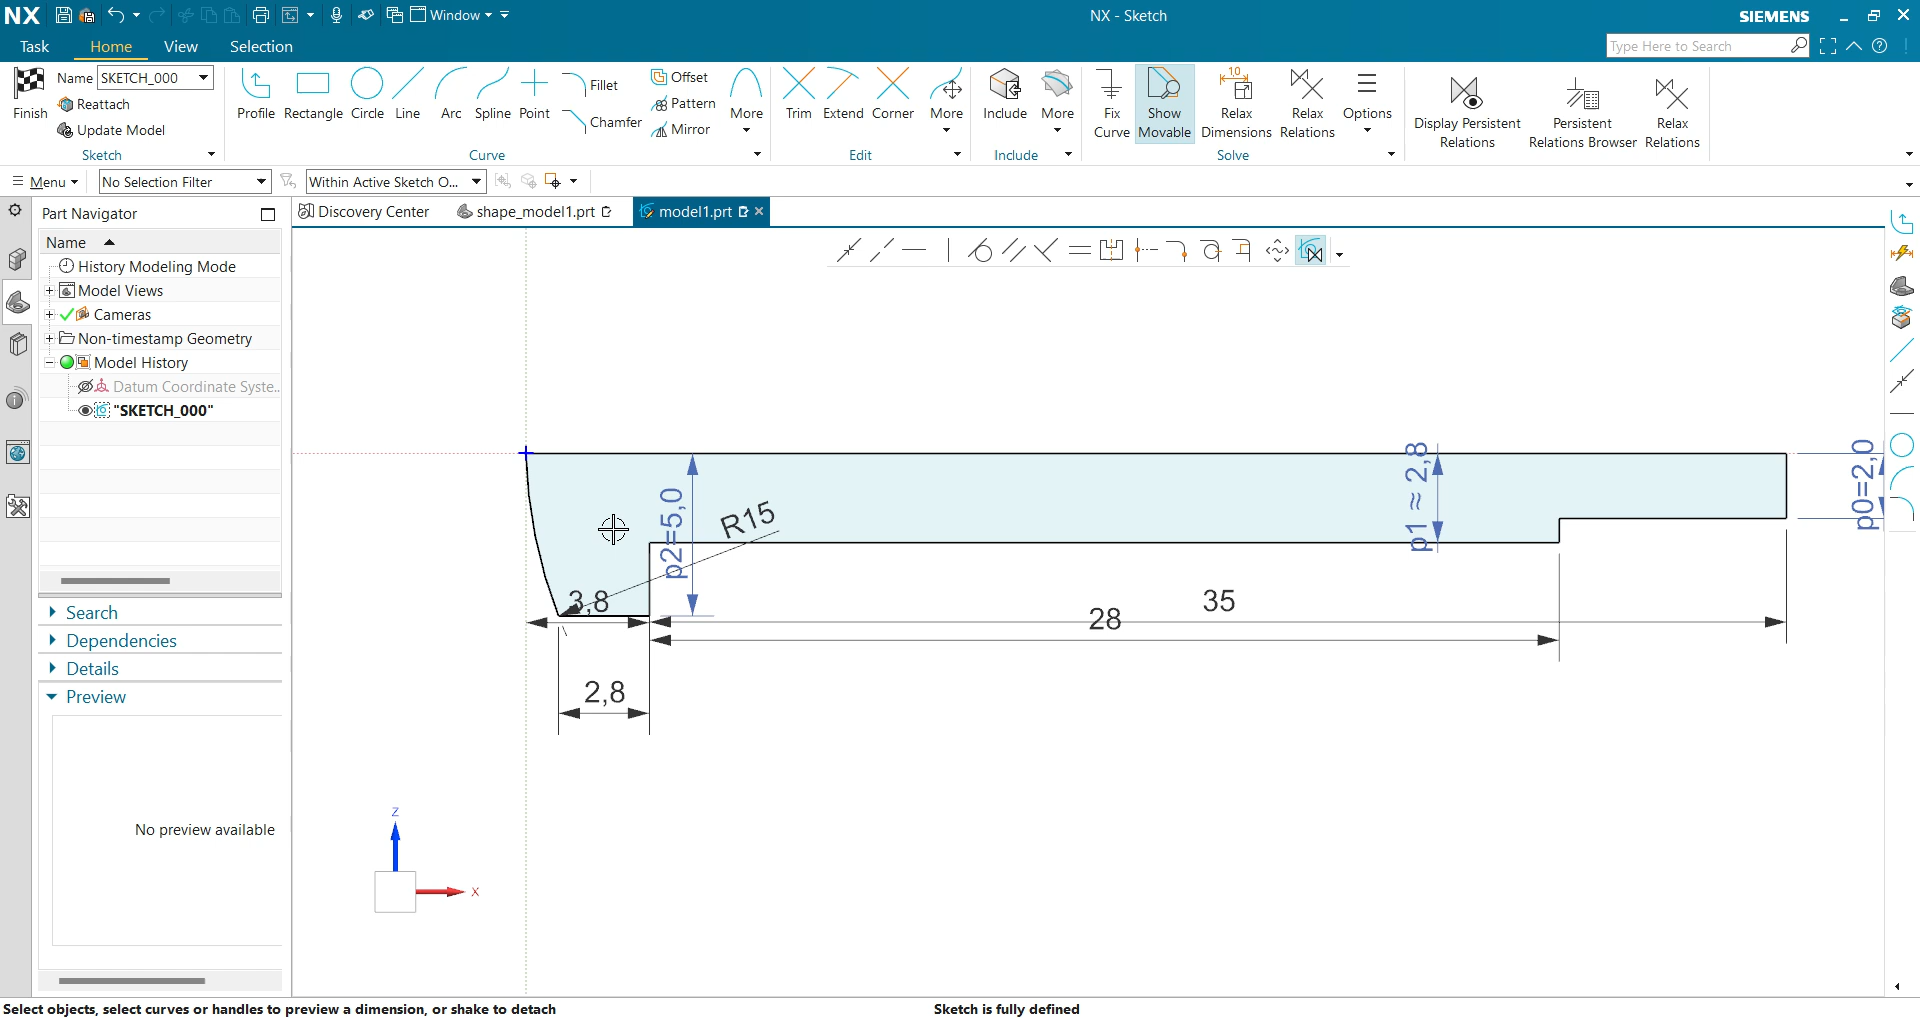 NX
Window
NX - Sketch
SIEMENS
Task Home View Selection
Type Here to Search
Finish
Name SKETCH_000
Reattach
Update Model
Sketch
Profile Rectangle Circle Line Arc Spline Point
Fillet
Chamfer
Offset
Pattern
Mirror
More
Curve
Trim Extend Corner More
Edit
Include More
Include
Fix Curve
Show Movable
1,0
Relax Dimensions
Relax Relations
Options
Solve
Display Persistent Relations
Persistent Relations Browser
Relax Relations
Menu
No Selection Filter
Within Active Sketch O...
Part Navigator
Discovery Center
shape_model1.prt
model1.prt
Name
History Modeling Mode
Model Views
Cameras
Non-timestamp Geometry
Model History
Datum Coordinate Syste..
"SKETCH_000"
Search
Dependencies
Details
Preview
No preview available
p2=5,0
R15
p1 ≈ 2,8
p0=2,0
3,8
35
28
2,8
Z
X
Select objects, select curves or handles to preview a dimension, or shake to detach
Sketch is fully defined